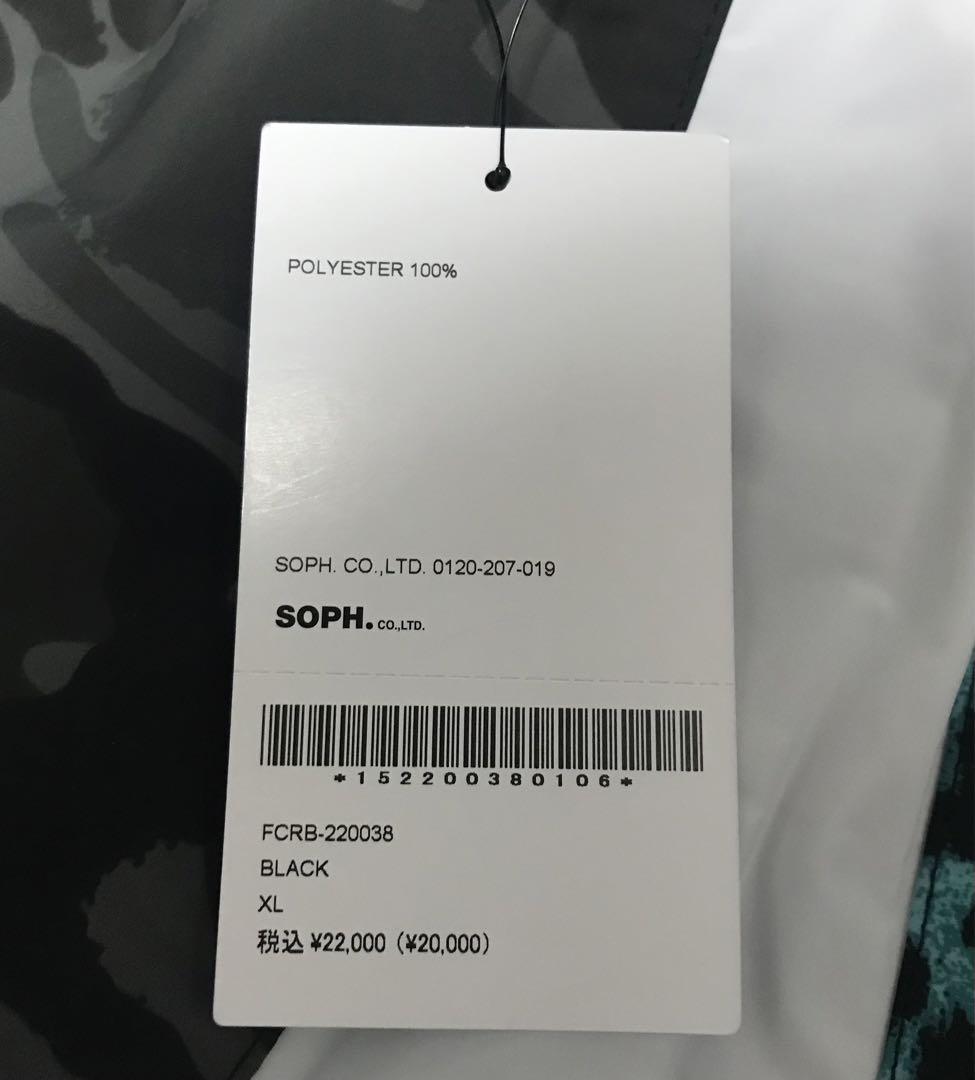 POLYESTER 100%
SOPH. CO.,LTD. 0120-207-019
SOPH. CO.,LTD.
*152200380106*
FCRB-220038
BLACK
XL
税込 ¥22,000 (¥20,000)